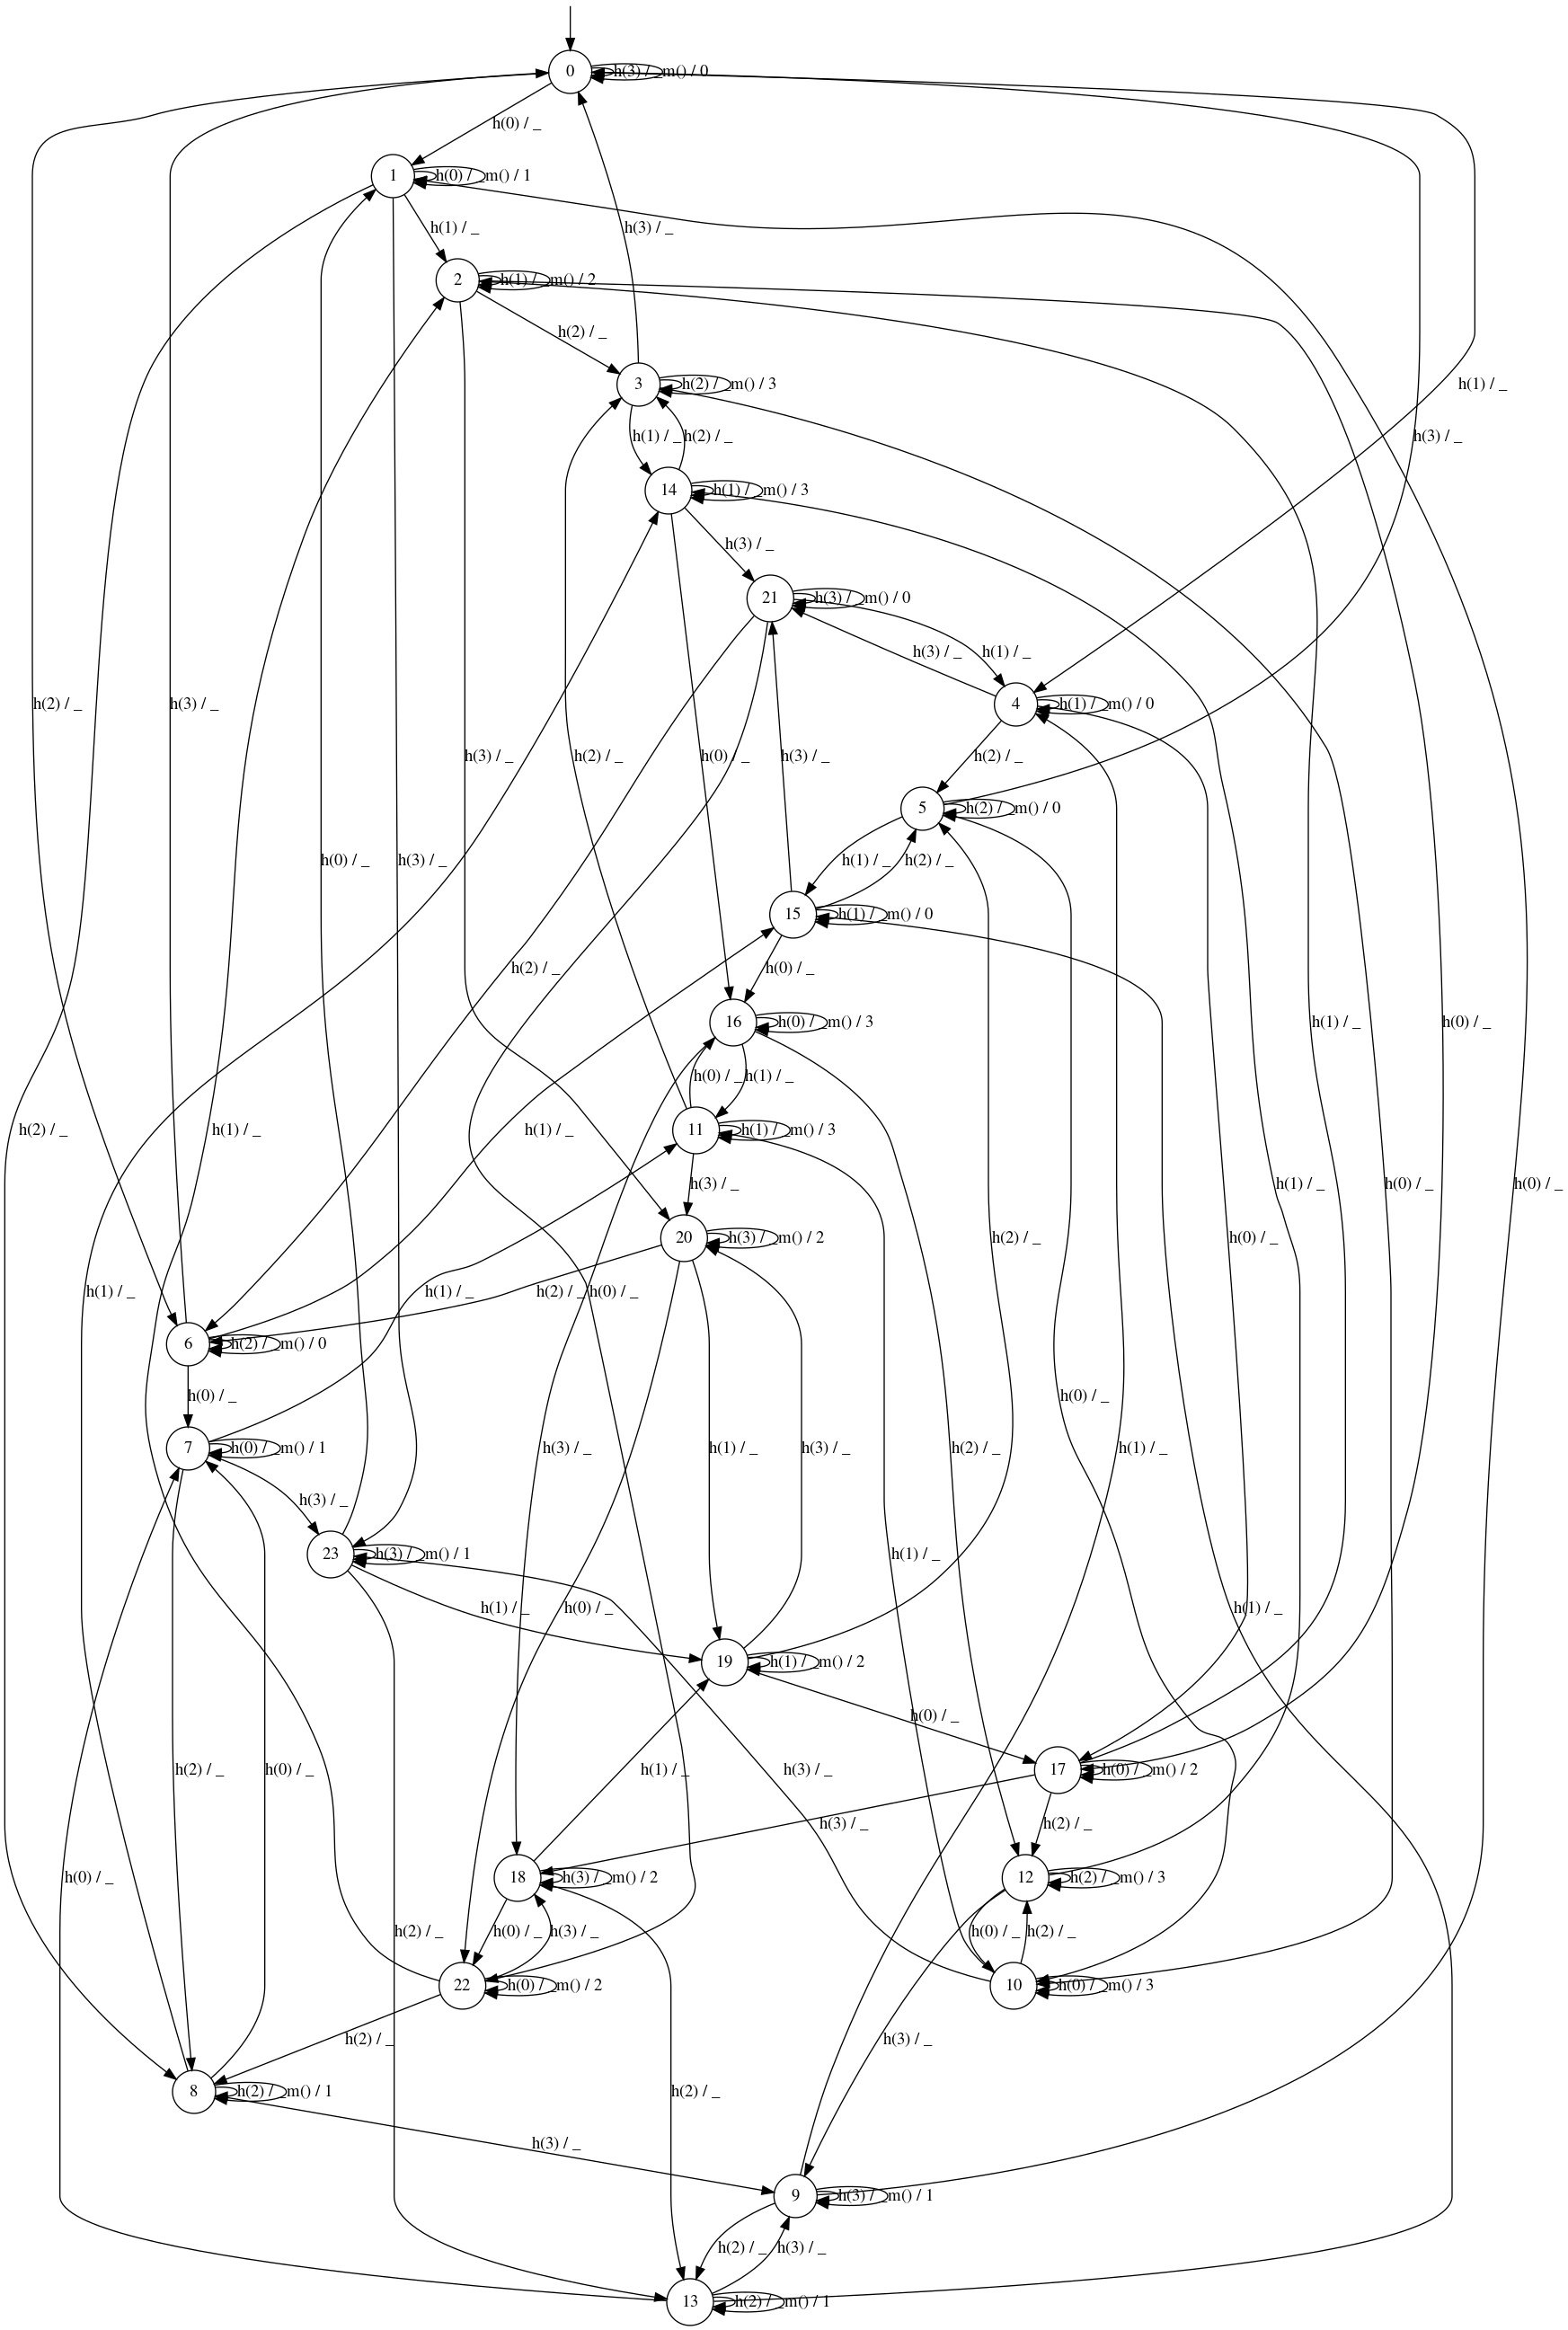 0 h(3) / _ m() / 0
h(0) / _
1 h(0) / _ m() / 1
h(1) / _ h(3) / _
2 h(1) / _ m() / 2
h(2) / _
3 h(2) / _ m() / 3 h(1) / _
h(1) / _ h(2) / _ h(3) / _
14 h(1) / _ m() / 3
h(3) / _
21 h(3) / _ m() / 0
h(3) / _ h(1) / _
h(2) / _ h(3) / _ 4 h(1) / _ m() / 0
h(3) / _ h(2) / _ h(0) / _ h(3) / _ h(2) / _
5 h(2) / _ m() / 0
h(0) / _ h(3) / _ h(1) / _ h(2) / _
15 h(1) / _ m() / 0
h(2) / _ h(0) / _
16 h(0) / _ m() / 3 h(1) / _ h(0) / _
h(0) / _ h(1) / _
h(2) / _ h(1) / _ h(1) / _ 11 h(1) / _ m() / 3
h(3) / _ h(1) / _ h(0) / _ h(0) / _
20 h(3) / _ m() / 2 h(2) / _ h(0) / _
h(1) / _ h(1) / _ h(2) / _ h(0) / _
6 h(2) / _ m() / 0
h(0) / _ h(0) / _
7 h(0) / _ m() / 1 h(3) / _ h(1) / _ h(3) / _ h(2) / _ h(1) / _
h(3) / _
23 h(3) / _ m() / 1 h(1) / _
h(1) / _ h(0) / _ h(1) / _
19 h(1) / _ m() / 2
h(0) / _
h(2) / _ h(0) / _ h(1) / _ h(3) / _ 17 h(0) / _ m() / 2
h(3) / _ h(2) / _
h(0) / _ 18 h(3) / _ m() / 2 12 h(2) / _ m() / 3
h(2) / _ h(0) / _ h(3) / _ h(0) / _ h(2) / _
22 h(0) / _ m() / 2 10 h(0) / _ m() / 3
h(2) / _ h(3) / _
8 h(2) / _ m() / 1 h(2) / _
h(3) / _
9 h(3) / _ m() / 1
h(2) / _ h(3) / _
13 h(2) / _ m() / 1